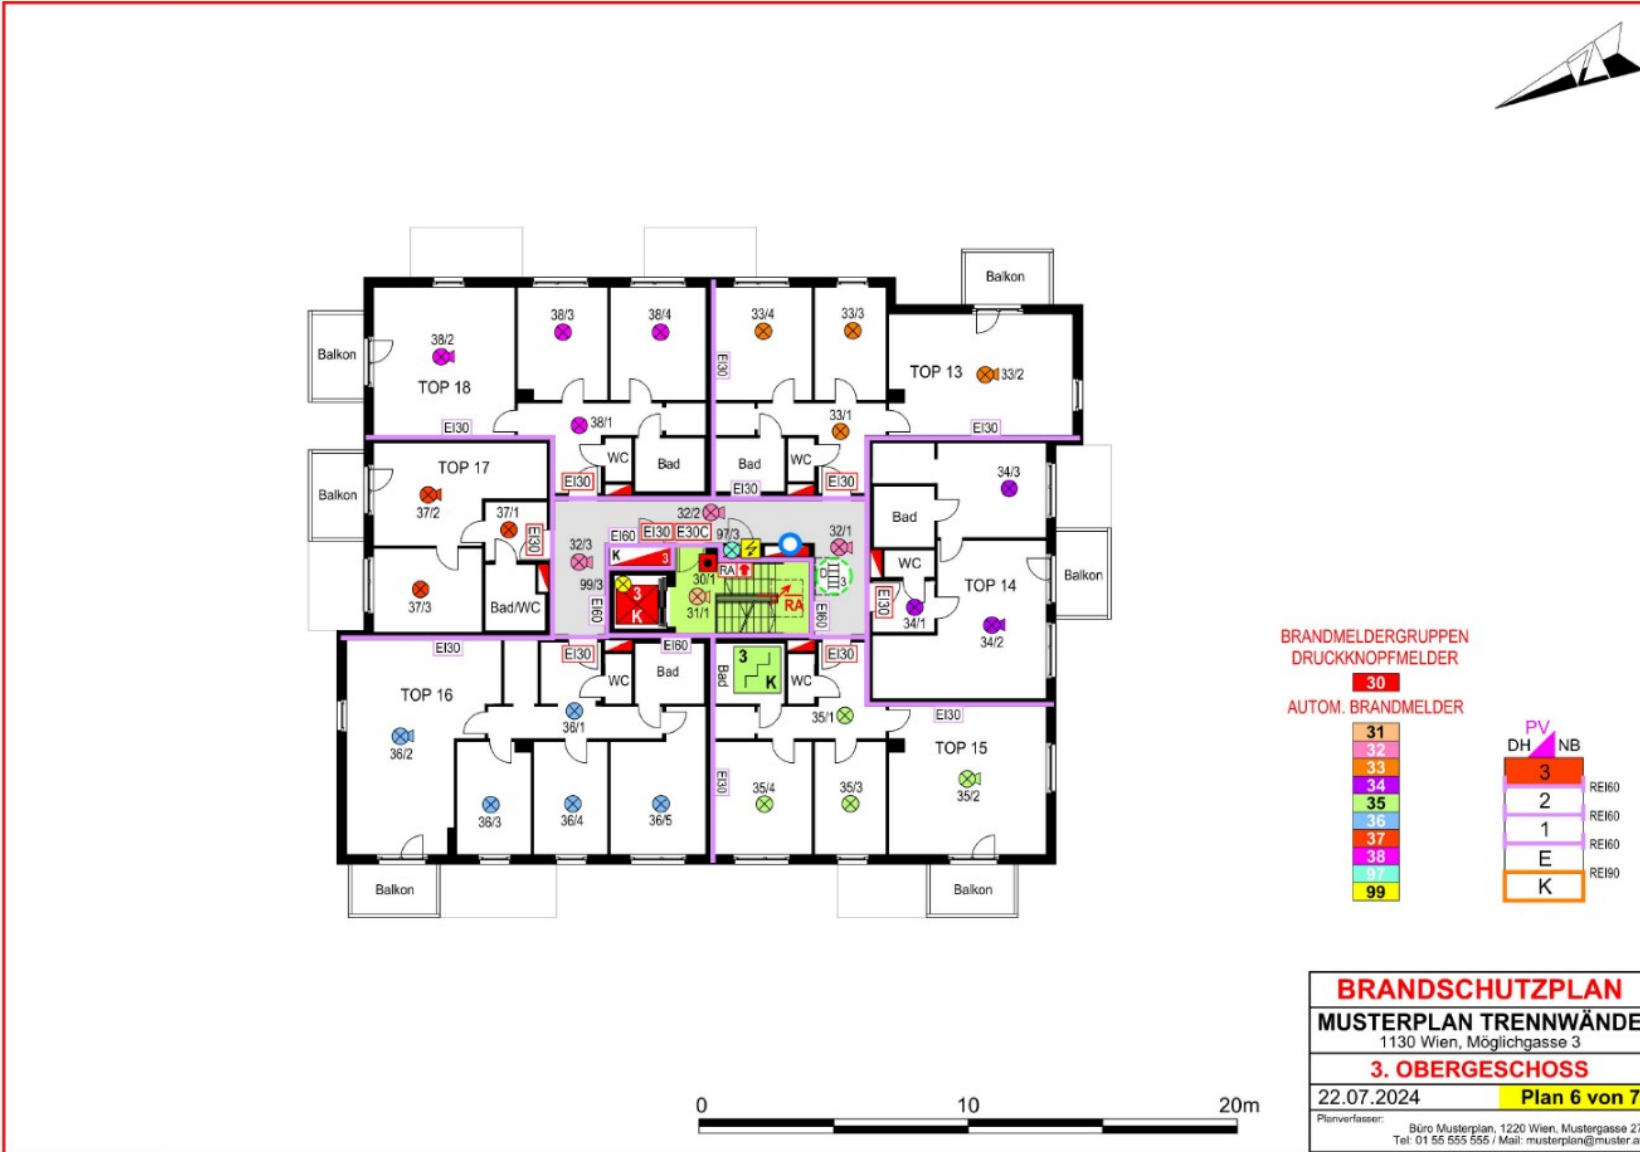 Balkon
38/3
38/4
33/4
33/3
38/2
Balkon
TOP 18
EI30
TOP 13
33/2
38/1
33/1
EI30
EI30
WC
Bad
Bad
WC
TOP 17
34/3
EI30
EI30
EI30
Balkon
37/2
37/1
32/2
Bad
EI30
EI60
EI30
E30C
97/3
32/1
32/3
K
3
WC
TOP 14
Balkon
99/3
30/1
RA
D
3
37/3
Bad/WC
EI60
3
K
31/1
RA
EI60
EI30
34/1
34/2
EI30
EI30
EI60
EI30
TOP 16
WC
Bad
Bad
3
K
WC
36/1
35/1
EI30
36/2
TOP 15
EI30
35/2
36/3
36/4
36/5
35/4
35/3
Balkon
Balkon
BRANDMELDERGRUPPEN
DRUCKKNOPFMELDER
30
AUTOM. BRANDMELDER
31
32
33
34
35
36
37
38
97
99
PV
DH NB
3
REI60
2
REI60
1
REI60
E
REI90
K
BRANDSCHUTZPLAN
MUSTERPLAN TRENNWÄNDE
1130 Wien, Möglichgasse 3
3. OBERGESCHOSS
22.07.2024 Plan 6 von 7
Planverfasser:
Büro Musterplan, 1220 Wien, Mustergasse 27
Tel: 01 55 555 555 / Mail: musterplan@muster.a
0 10 20m